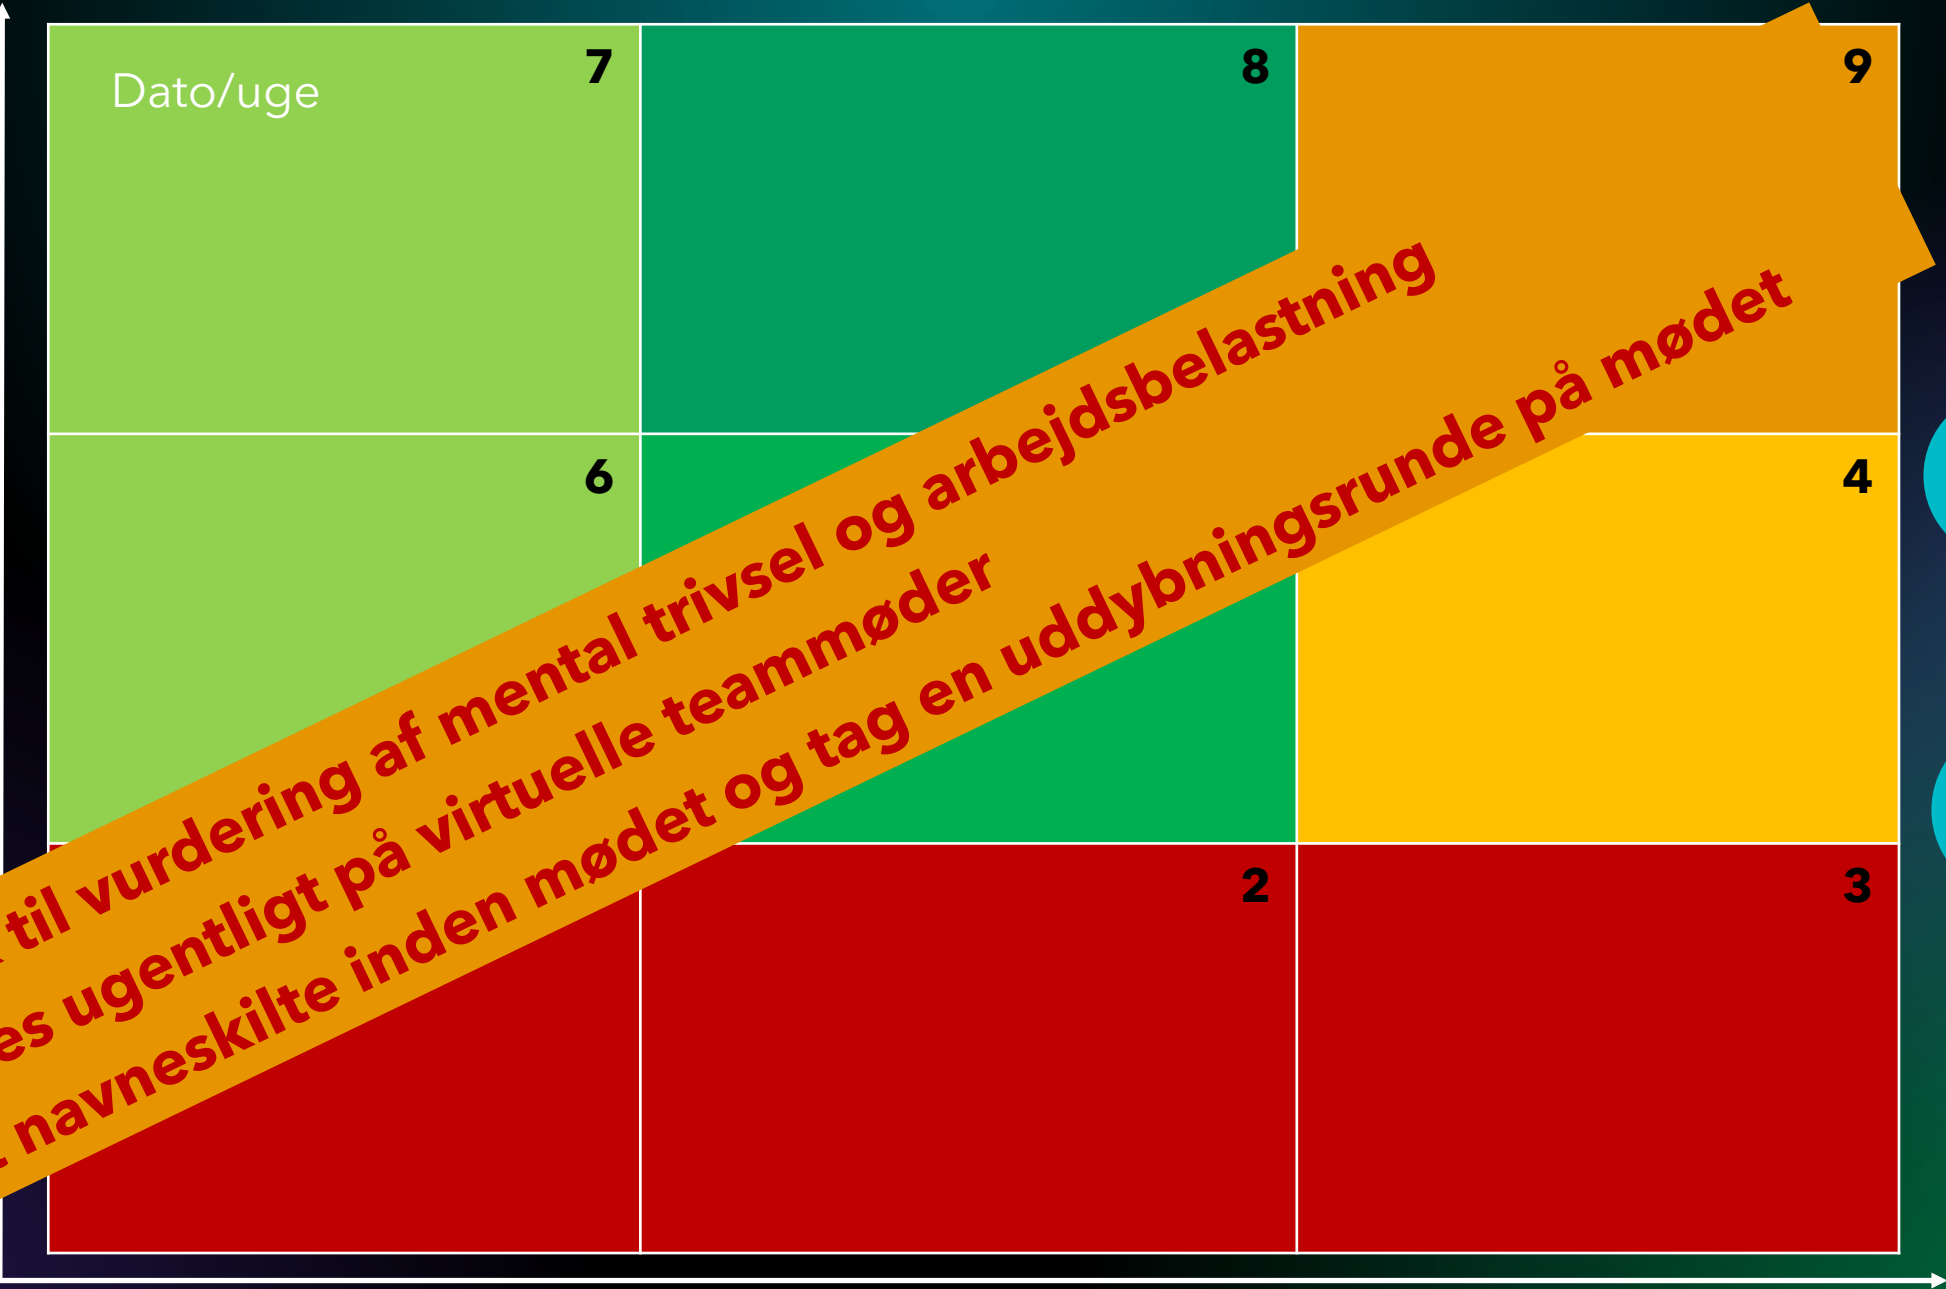 7
Dato/uge
8
9
6
4
2
3
til vurdering af mental trivsel og arbejdsbelastning
ugentligt på virtuelle teammøder
navneskilte inden mødet og tag en uddybningsrunde på mødet